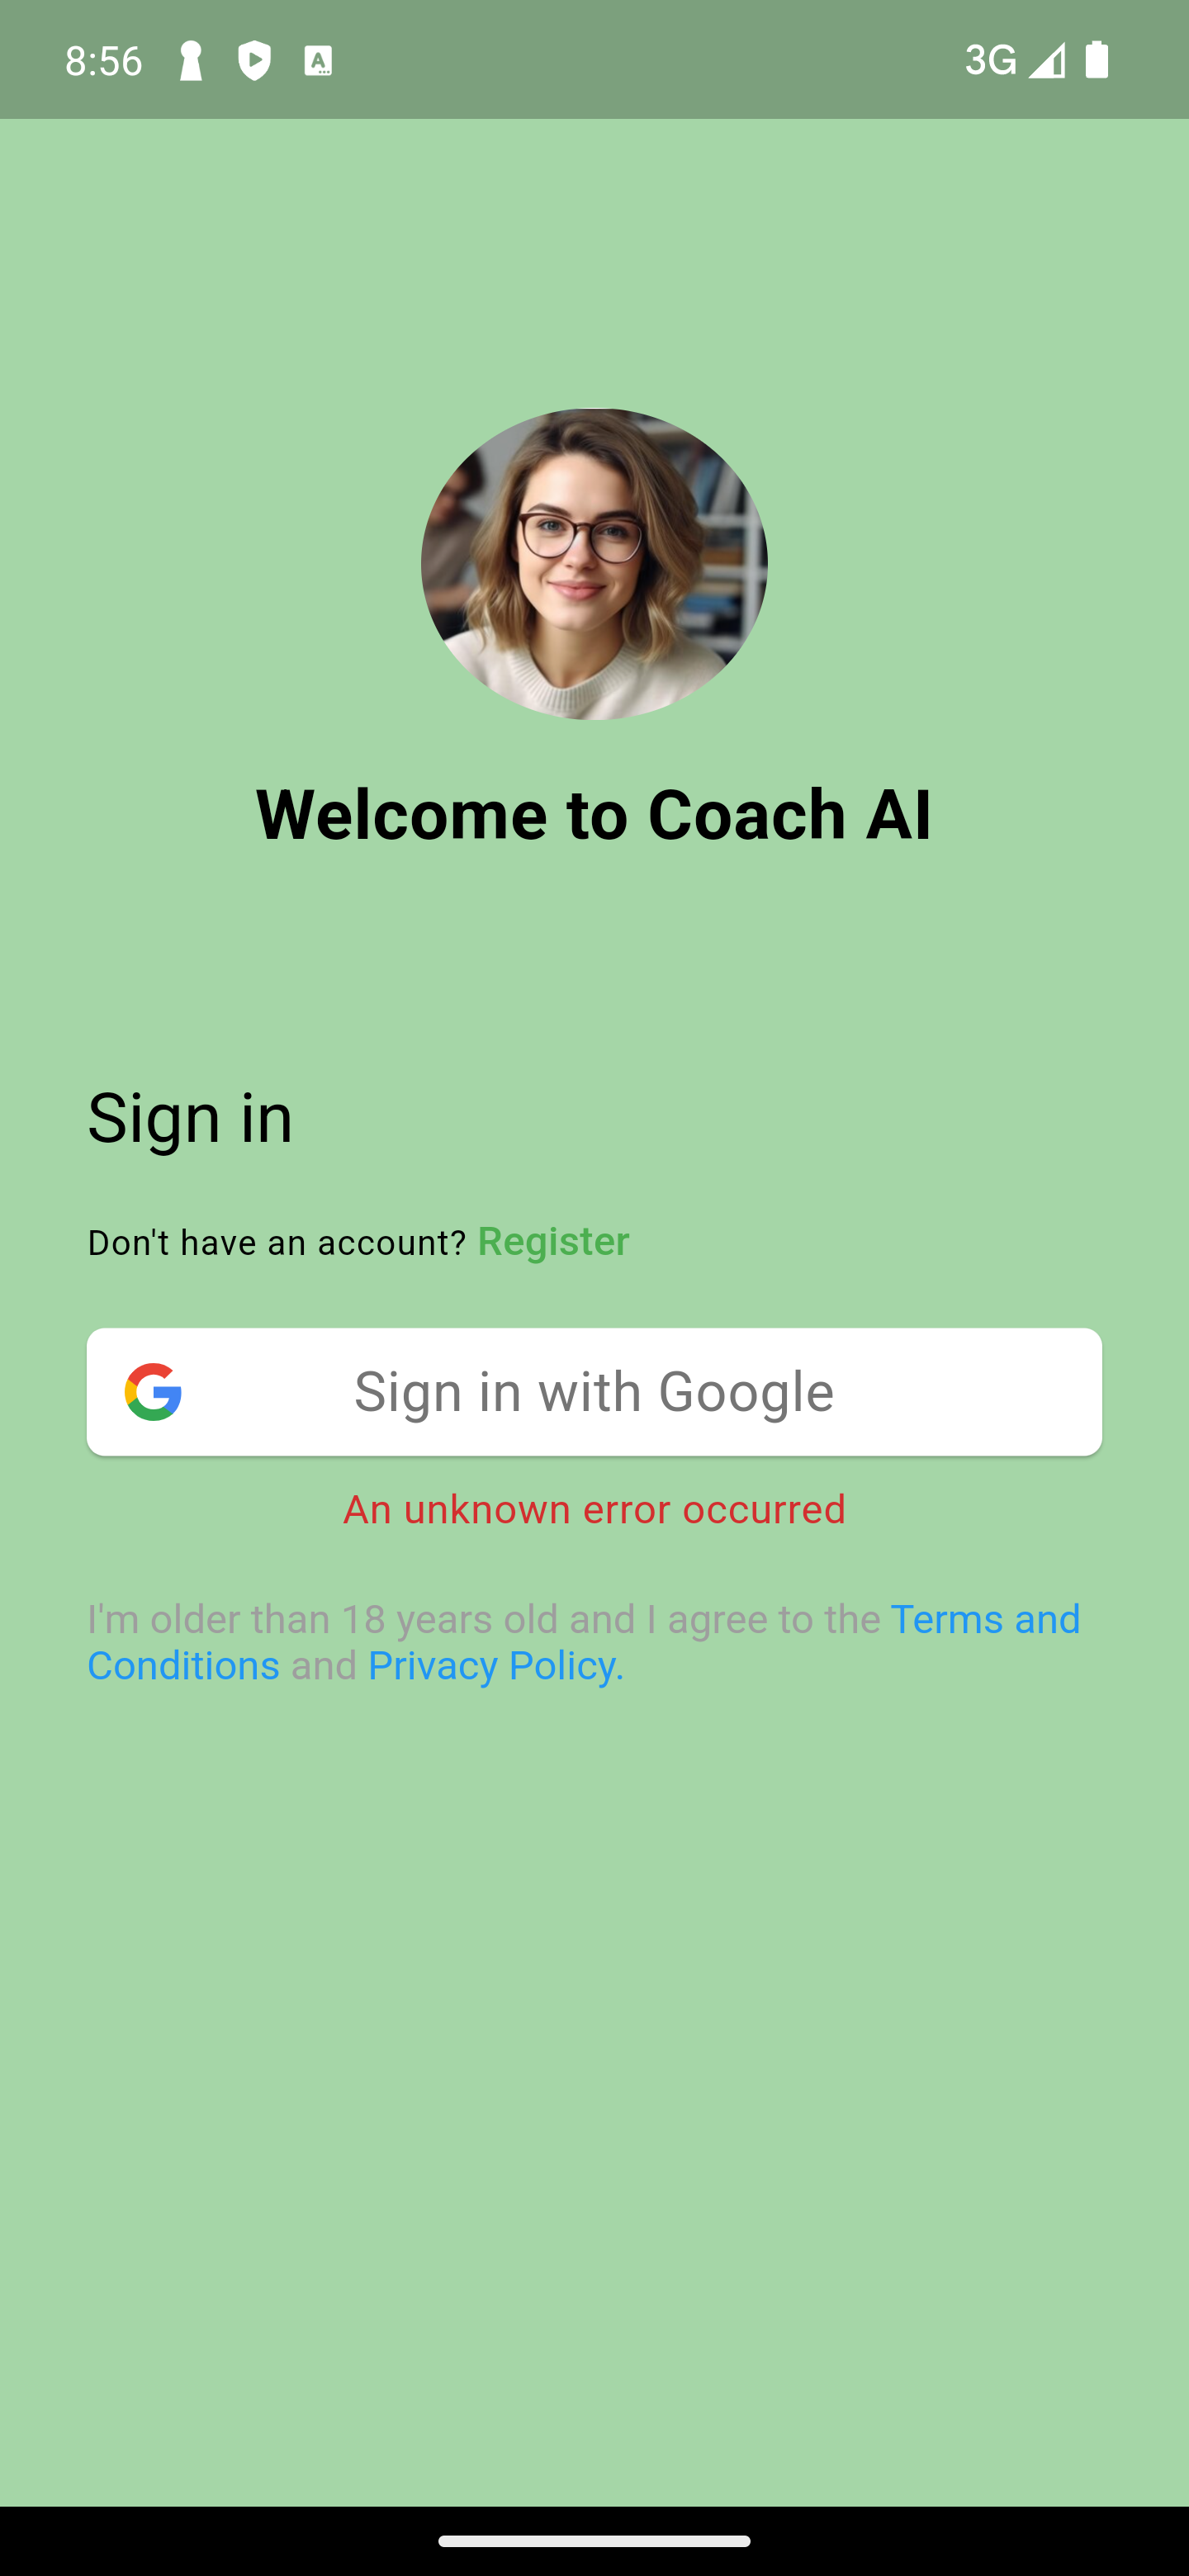 8:56
3G
Welcome to Coach AI
Sign in
Don't have an account? Register
Sign in with Google
An unknown error occurred
I'm older than 18 years old and I agree to the Terms and
Conditions and Privacy Policy.